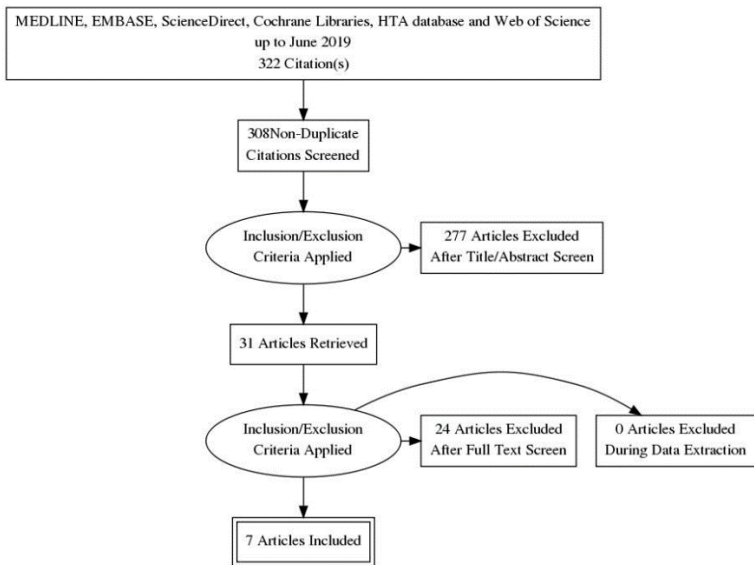 MEDLINE, EMBASE, ScienceDirect, Cochrane Libraries, HTA database and Web of Science
up to June 2019
322 Citation(s)
308Non-Duplicate
Citations Screened
Inclusion/Exclusion
Criteria Applied
277 Articles Excluded
After Title/Abstract Screen
31 Articles Retrieved
Inclusion/Exclusion
Criteria Applied
24 Articles Excluded
After Full Text Screen
0 Articles Excluded
During Data Extraction
7 Articles Included